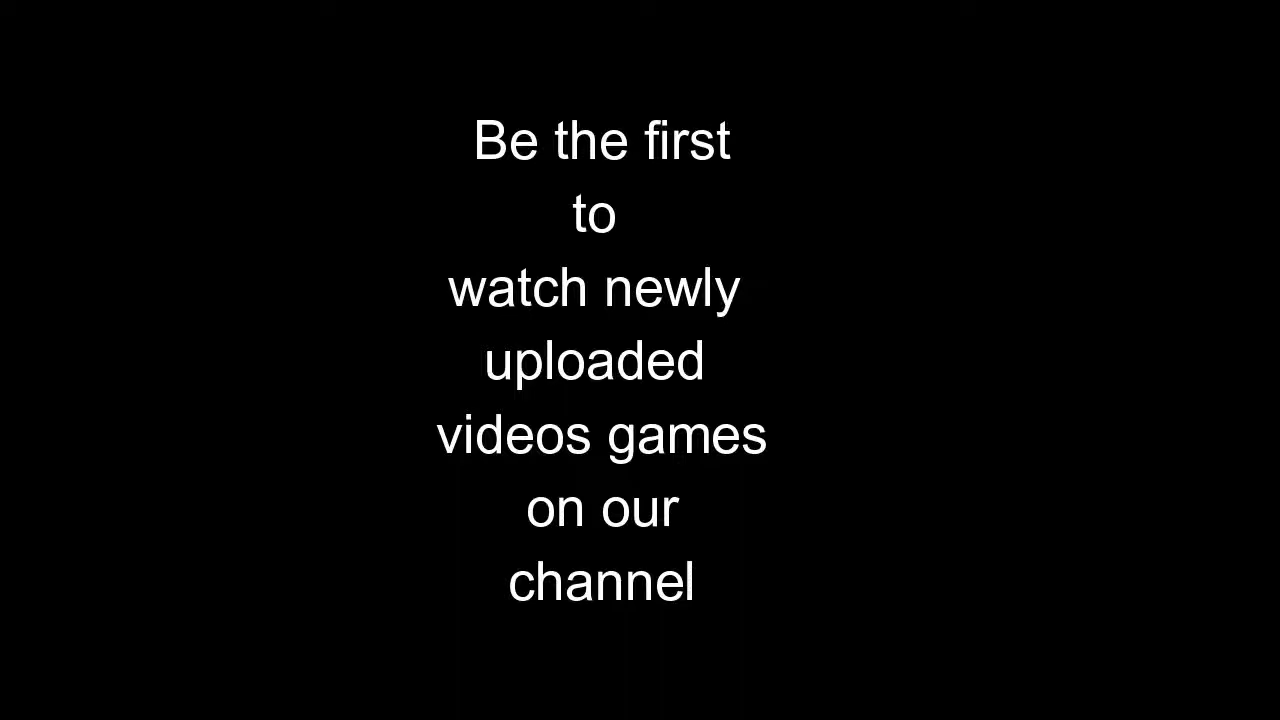 Be the first
to
watch newly
uploaded
videos games
on our
channel